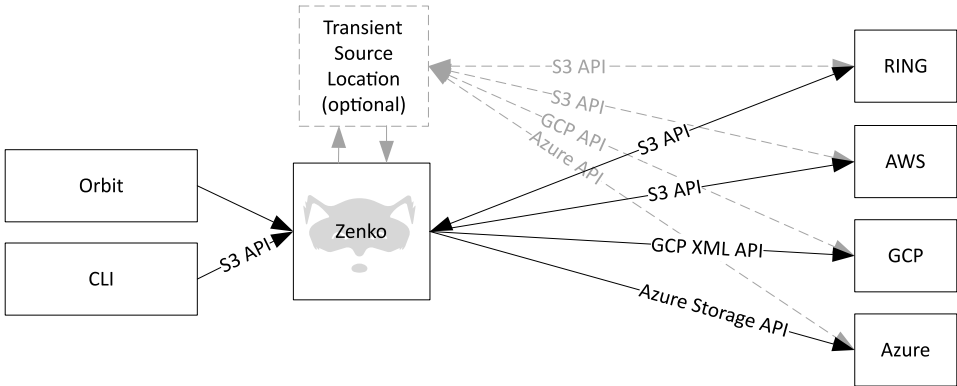 Transient
Source
Location
(optional)
S3 API
S3 API
GCP API
Azure API
RING
S3 API
AWS
S3 API
Orbit
Zenko
GCP XML API
GCP
CLI
S3 API
Azure Storage API
Azure